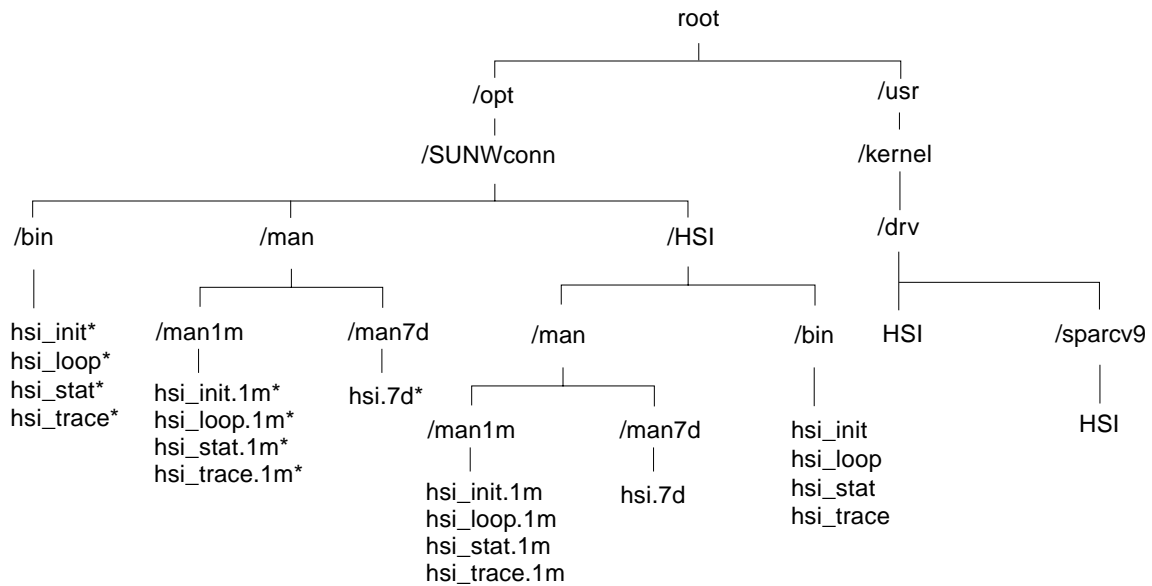 root
/opt
/usr
/SUNWconn
/kernel
/bin
/man
/HSI
/drv
hsi_init*
hsi_loop*
hsi_stat*
hsi_trace*
/man1m
hsi_init.1m*
hsi_loop.1m*
hsi_stat.1m*
hsi_trace.1m*
/man7d
hsi.7d*
/man
/man1m
hsi_init.1m
hsi_loop.1m
hsi_stat.1m
hsi_trace.1m
/man7d
hsi.7d
/bin
hsi_init
hsi_loop
hsi_stat
hsi_trace
HSI
/sparcv9
HSI